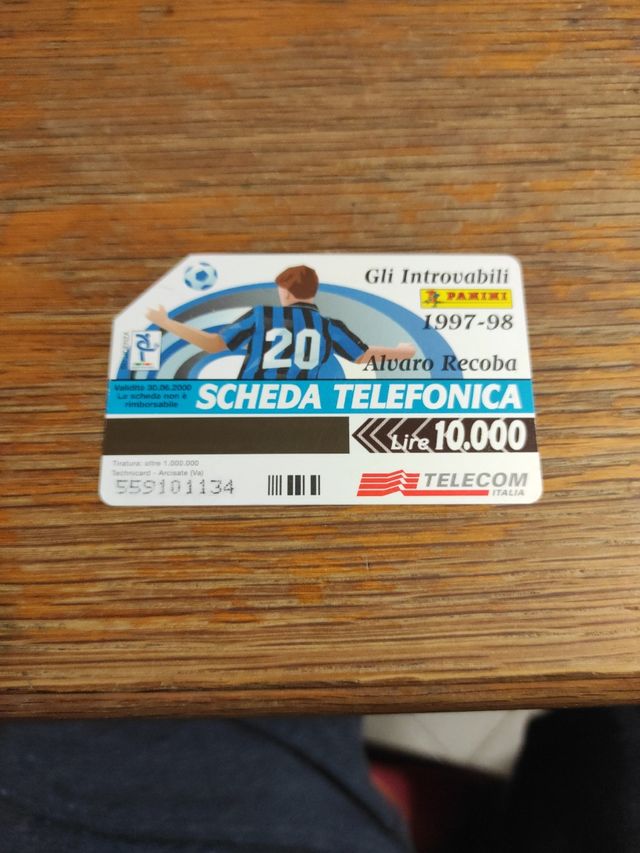 Gli Introvabili
PANINI
1997-98
Alvaro Recoba
20
Validità 30.06.2000
La scheda non è
rimborsabile
SCHEDA TELEFONICA
Lire 10.000
Tiratura: oltre 1.000.000
Technicard - Arcisate (Va)
559101134
TELECOM
ITALIA